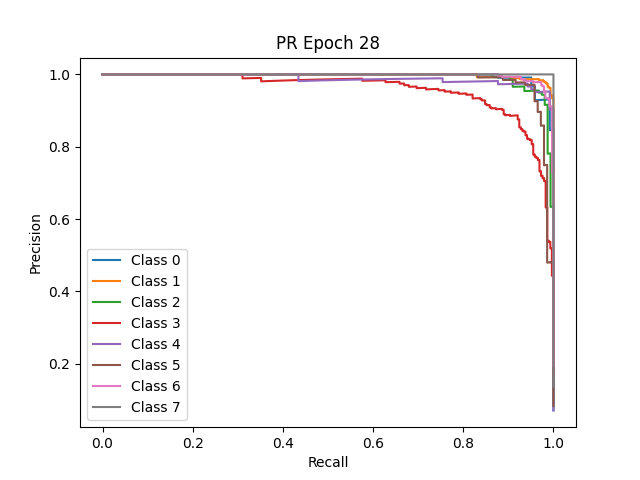 PR Epoch 28
Precision
1.0
0.8
0.6
0.4
0.2
Class 0
Class 1
Class 2
Class 3
Class 4
Class 5
Class 6
Class 7
0.0 0.2 0.4 0.6 0.8 1.0
Recall